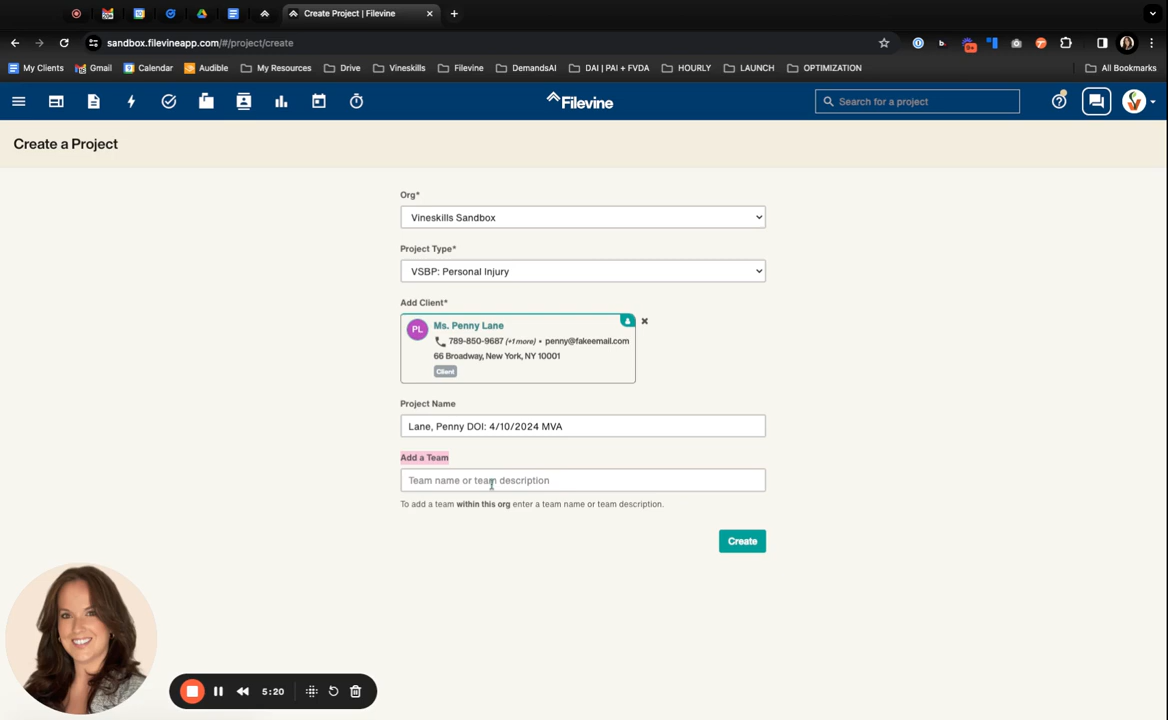 Create Project | Filevine
sandbox.filevineapp.com/#/project/create
9+
My Clients Gmail Calendar Audible My Resources Drive Vineskills Filevine DemandsAI DAI | PAI + FVDA HOURLY LAUNCH OPTIMIZATION All Bookmarks
Filevine
Search for a project
Create a Project
Org*
Vineskills Sandbox
Project Type*
VSBP: Personal Injury
Add Client*
PL
Ms. Penny Lane
789-850-9687 (+1 more) • penny@fakeemail.com
66 Broadway, New York, NY 10001
Client
Project Name
Lane, Penny DOI: 4/10/2024 MVA
Add a Team
Team name or team description
To add a team within this org enter a team name or team description.
Create
5:20